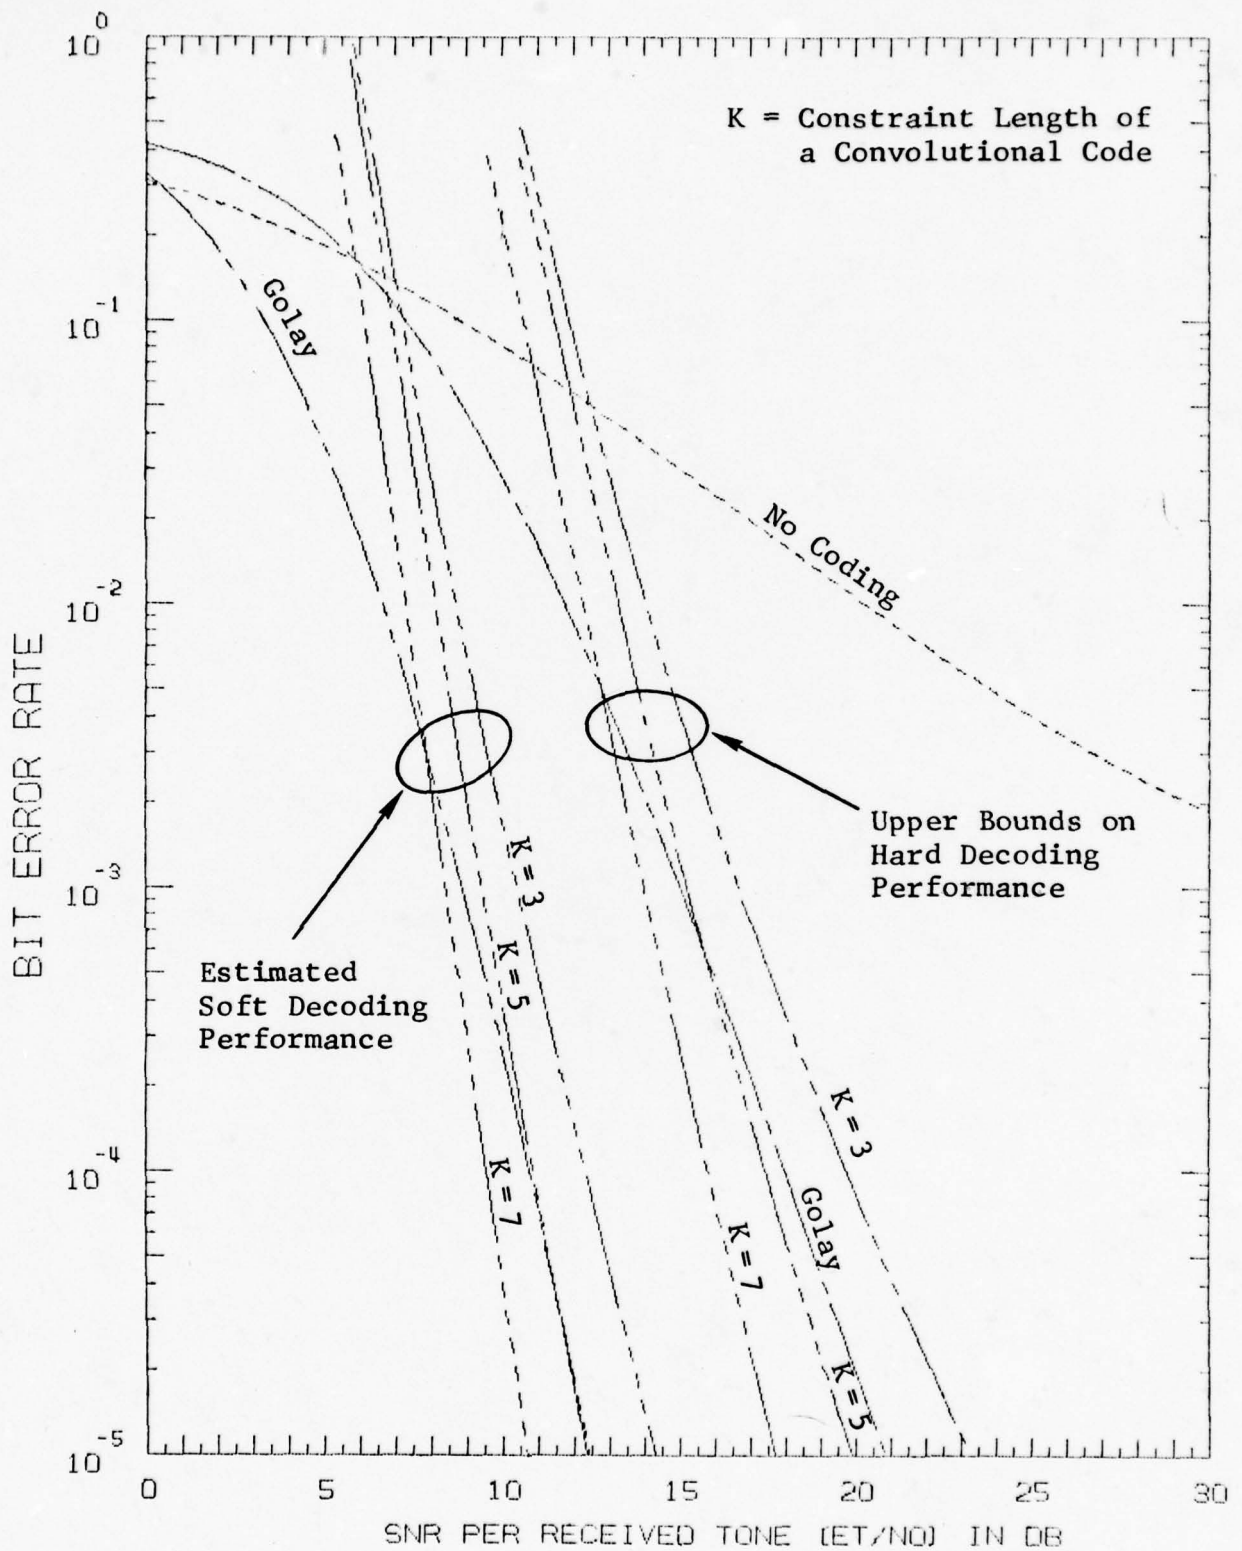 10^0
K = Constraint Length of
a Convolutional Code
Golay
10^-1
No Coding
10^-2
BIT ERROR RATE
Upper Bounds on
Hard Decoding
Performance
K=3
10^-3
K=5
Estimated
Soft Decoding
Performance
K=3
10^-4
K=7
Golay
K=7
K=5
10^-5
0 5 10 15 20 25 30
SNR PER RECEIVED TONE (ET/NO) IN DB